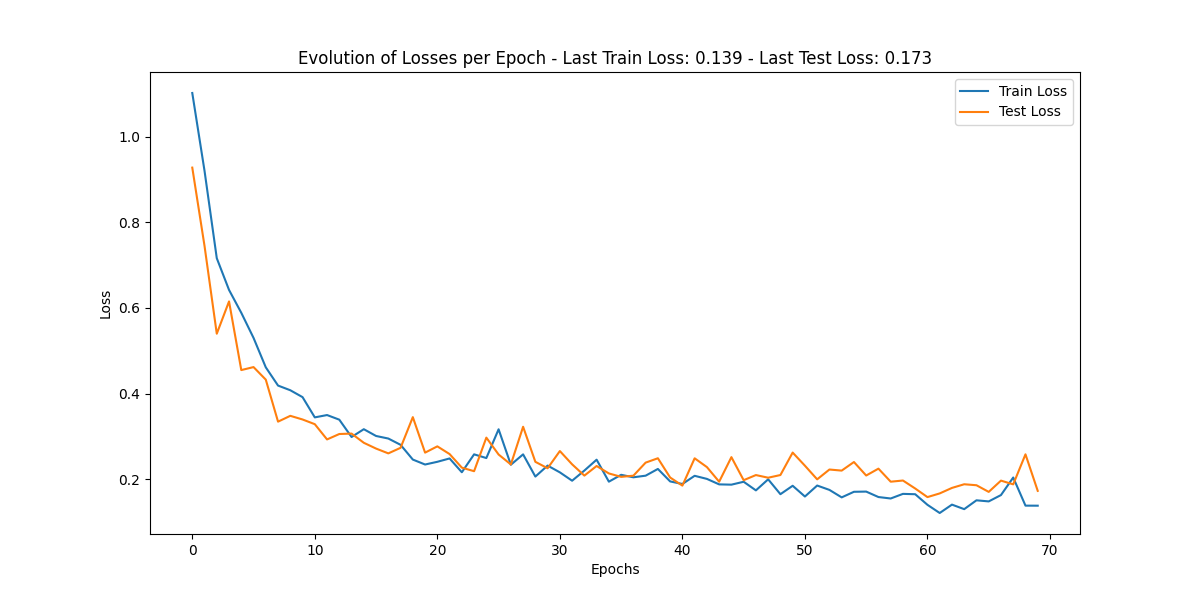 Evolution of Losses per Epoch - Last Train Loss: 0.139 - Last Test Loss: 0.173
Train Loss
Test Loss
1.0
0.8
0.6
0.4
0.2
Loss
0 10 20 30 40 50 60 70
Epochs